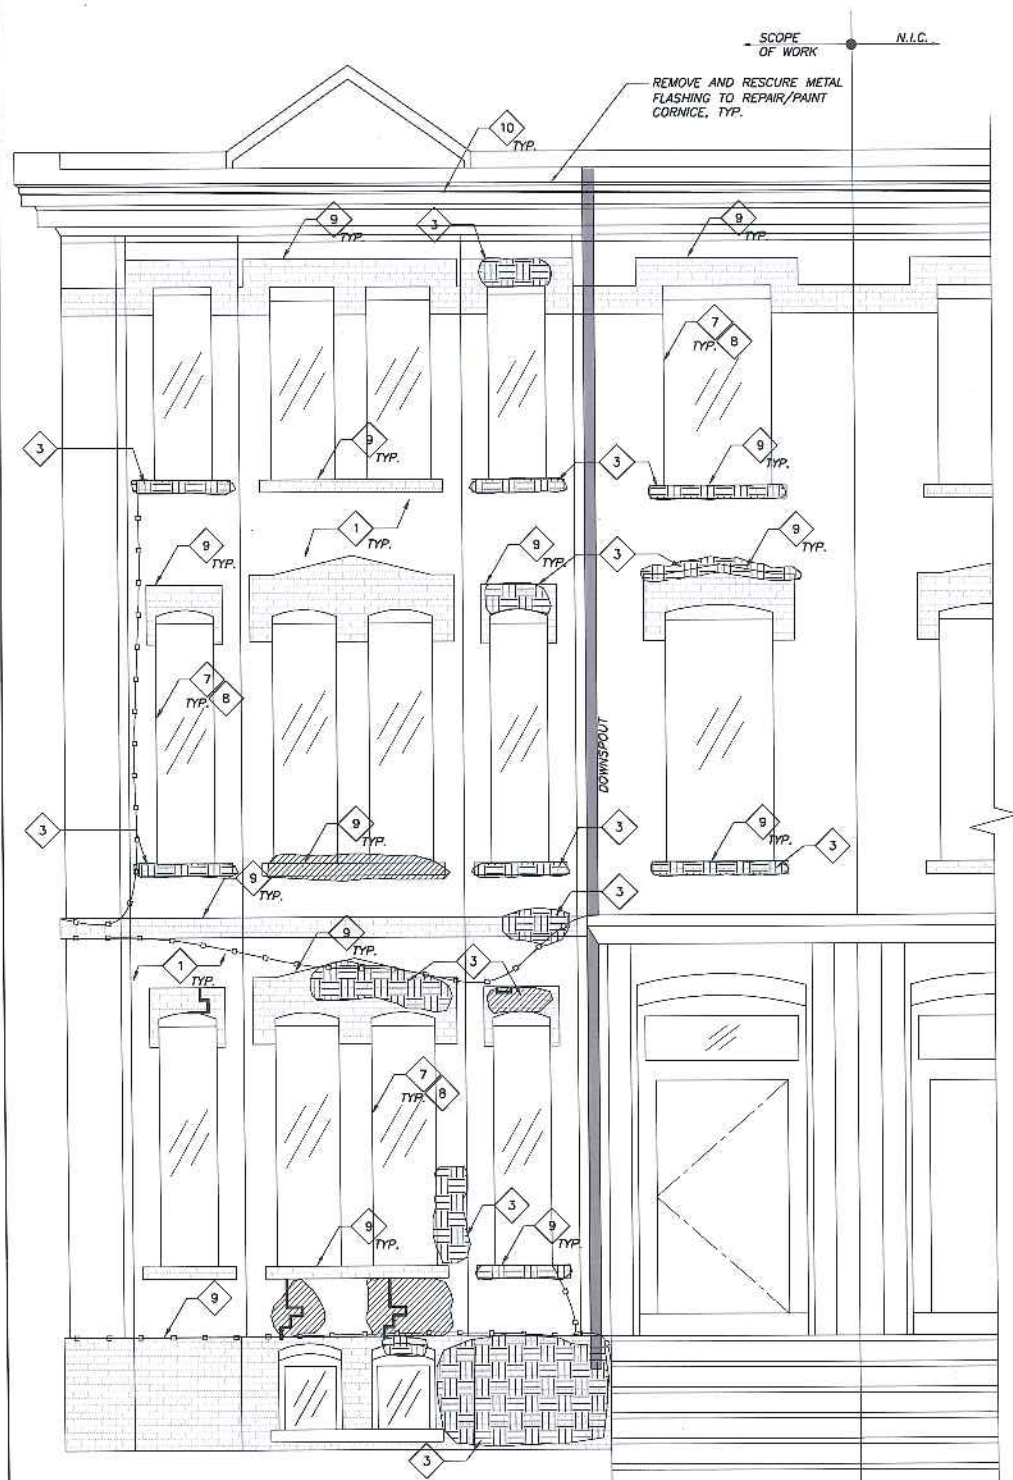 SCOPE
OF WORK
N.I.C.
REMOVE AND RESCURE METAL
FLASHING TO REPAIR/PAINT
CORNICE, TYP.
10
TYP.
9
TYP.
3
9
TYP.
7
TYP.
8
9
TYP.
3
3
9
TYP.
1
TYP.
9
TYP.
9
TYP.
3
9
TYP.
7
TYP.
8
DOWNSPOUT
3
9
TYP.
3
9
TYP.
3
9
TYP.
3
9
TYP.
3
1
TYP.
7
TYP.
8
3
9
TYP.
9
TYP.
9
3